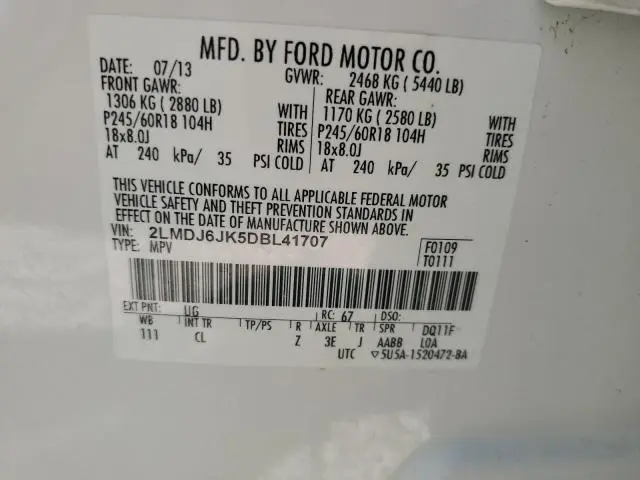 MFD. BY FORD MOTOR CO.
DATE: 07/13 GVWR: 2468 KG (5440 LB)
FRONT GAWR: REAR GAWR:
1306 KG (2880 LB) WITH 1170 KG (2580 LB) WITH
P245/60R18 104H TIRES P245/60R18 104H TIRES
18x8.0J RIMS 18x8.0J RIMS
AT 240 kPa/ 35 PSI COLD AT 240 kPa/ 35 PSI COLD
THIS VEHICLE CONFORMS TO ALL APPLICABLE FEDERAL MOTOR
VEHICLE SAFETY AND THEFT PREVENTION STANDARDS IN
EFFECT ON THE DATE OF MANUFACTURE SHOWN ABOVE.
VIN: 2LMDJ6JK5DBL41707
TYPE: MPV F0109
T0111
EXT PNT: UG RC: 67 DSO:
WB INT TR TP/PS R AXLE TR SPR DQ11F
111 CL Z 3E J AABB LOA
UTC ▽5U5A-1520472-BA